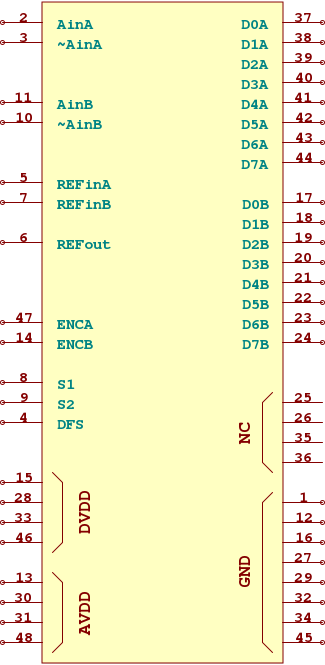 2 AinA D0A 37
3 ~AinA D1A 38
D2A 39
D3A 40
11 AinB D4A 41
10 ~AinB D5A 42
D6A 43
D7A 44
5 REFinA
7 REFinB D0B 17
D1B 18
6 REFout D2B 19
D3B 20
D4B 21
D5B 22
47 ENCA D6B 23
14 ENCB D7B 24
8 S1
9 S2 25
4 DFS 26
NC 35
36
15
28 DVDD 1
33 12
46 16
27
13 GND 29
30 AVDD 32
31 34
48 45